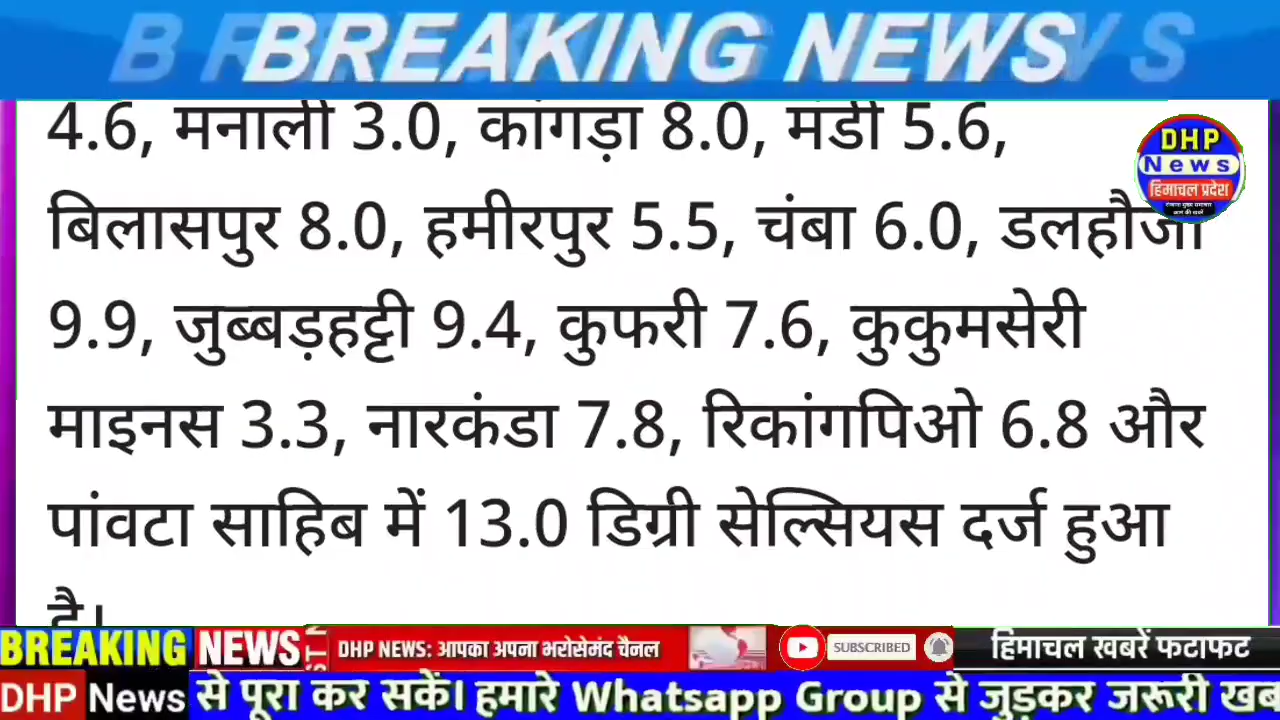 BREAKING NEWS
4.6, मनाली 3.0, कांगड़ा 8.0, मंडी 5.6,
बिलासपुर 8.0, हमीरपुर 5.5, चंबा 6.0, डलहौजी
9.9, जुब्बड़हट्टी 9.4, कुफरी 7.6, कुकुमसेरी
माइनस 3.3, नारकंडा 7.8, रिकांगपिओ 6.8 और
पांवटा साहिब में 13.0 डिग्री सेल्सियस दर्ज हुआ
है।
DHP
News
हिमाचल प्रदेश
BREAKING NEWS DHP NEWS: आपका अपना भरोसेमंद चैनल SUBSCRIBED हिमाचल खबरें फटाफट
DHP News से पूरा कर सकें। हमारे Whatsapp Group से जुड़कर जरूरी खब